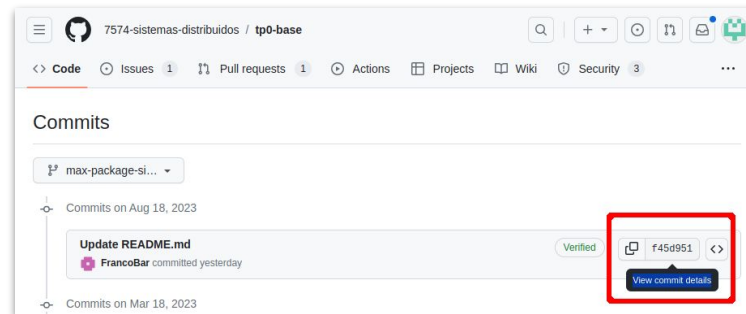 7574-sistemas-distribuidos / tp0-base
<> Code Issues 1 Pull requests 1 Actions Projects Wiki Security 3 ...
Commits
max-package-si...
Commits on Aug 18, 2023
Update README.md
Verified f45d951 <>
FrancoBar committed yesterday
View commit details
Commits on Mar 18, 2023